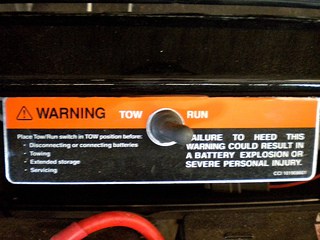 WARNING TOW RUN
Place Tow/Run switch in TOW position before:
• Disconnecting or connecting batteries
• Towing
• Extended storage
• Servicing
FAILURE TO HEED THIS
WARNING COULD RESULT IN
A BATTERY EXPLOSION OR
SEVERE PERSONAL INJURY.